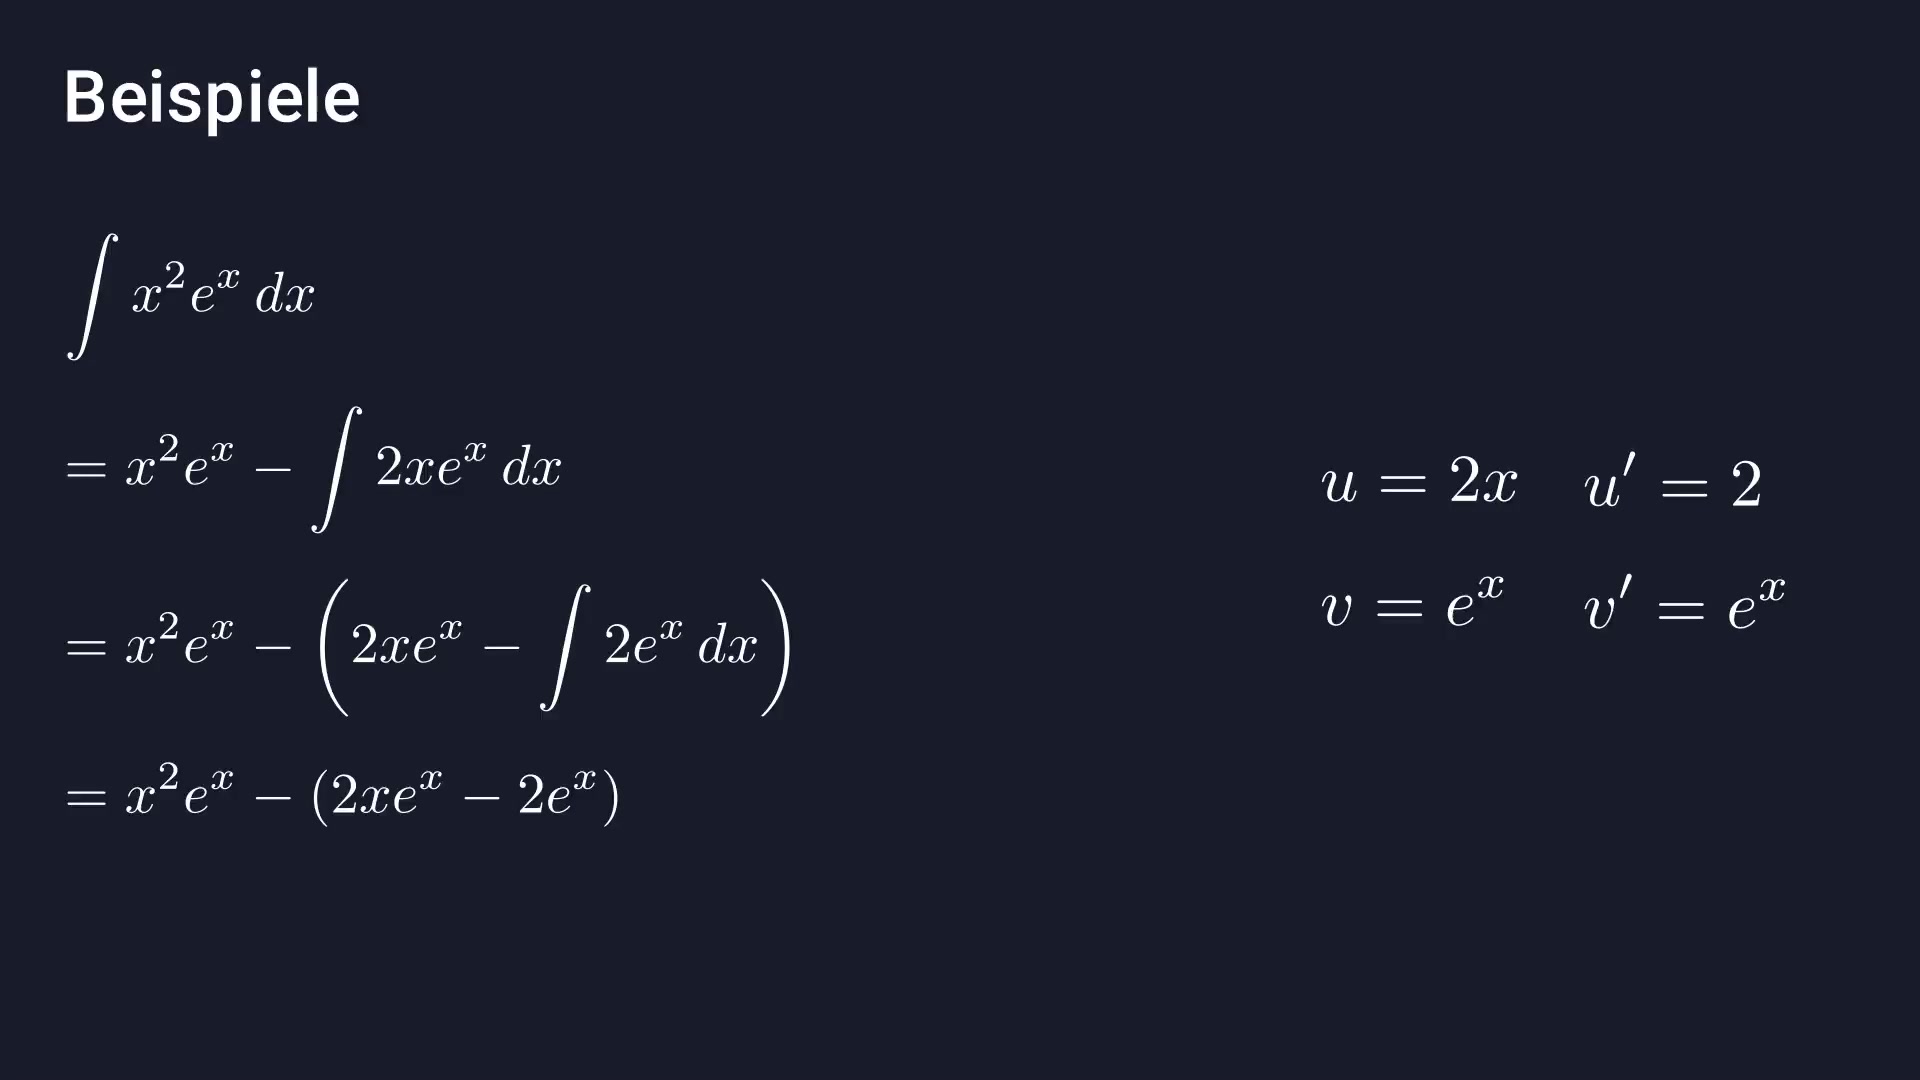 Beispiele
∫ x²eˣ dx
= x²eˣ − ∫ 2xeˣ dx
u = 2x u′ = 2
v = eˣ v′ = eˣ
= x²eˣ − (2xeˣ − ∫ 2eˣ dx)
= x²eˣ − (2xeˣ − 2eˣ)